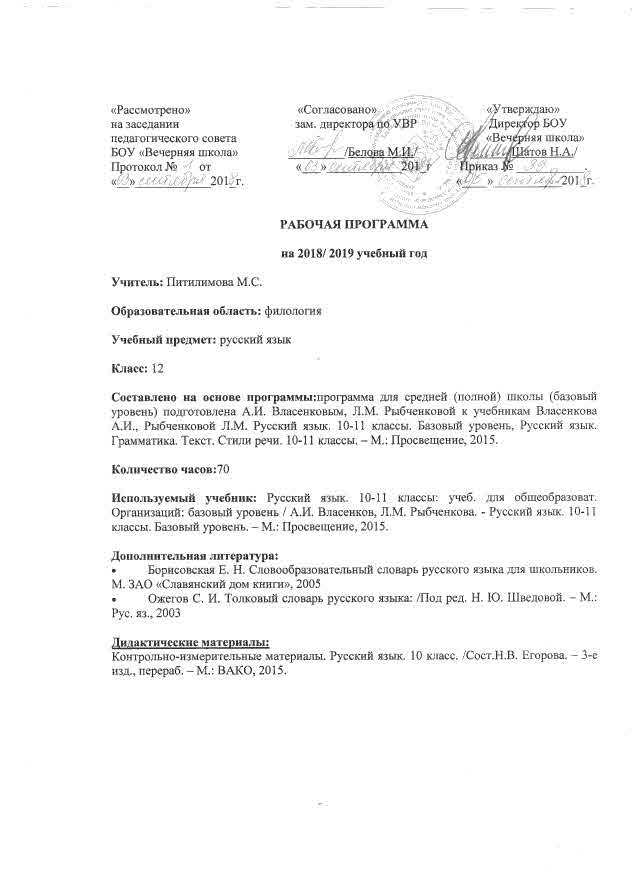 «Рассмотрено» «Согласовано» «Утверждаю»
на заседании зам. директора по УВР Директор БОУ
педагогического совета «Вечерняя школа»
БОУ «Вечерняя школа» /Белова М.И./ /Шатов Н.А./
Протокол № 1 от «03» сентября 2018 г. Приказ № 99 .
«03» сентября 2018 г. « » сентября 2018 г.
РАБОЧАЯ ПРОГРАММА
на 2018/ 2019 учебный год
Учитель: Питилимова М.С.
Образовательная область: филология
Учебный предмет: русский язык
Класс: 12
Составлено на основе программы:программа для средней (полной) школы (базовый
уровень) подготовлена А.И. Власенковым, Л.М. Рыбченковой к учебникам Власенкова
А.И., Рыбченковой Л.М. Русский язык. 10-11 классы. Базовый уровень, Русский язык.
Грамматика. Текст. Стили речи. 10-11 классы. – М.: Просвещение, 2015.
Количество часов:70
Используемый учебник: Русский язык. 10-11 классы: учеб. для общеобразоват.
Организаций: базовый уровень / А.И. Власенков, Л.М. Рыбченкова. - Русский язык. 10-11
классы. Базовый уровень. – М.: Просвещение, 2015.
Дополнительная литература:
• Борисовская Е. Н. Словообразовательный словарь русского языка для школьников.
М. ЗАО «Славянский дом книги», 2005
• Ожегов С. И. Толковый словарь русского языка: /Под ред. Н. Ю. Шведовой. – М.:
Рус. яз., 2003
Дидактические материалы:
Контрольно-измерительные материалы. Русский язык. 10 класс. /Сост.Н.В. Егорова. – 3-е
изд., перераб. – М.: ВАКО, 2015.